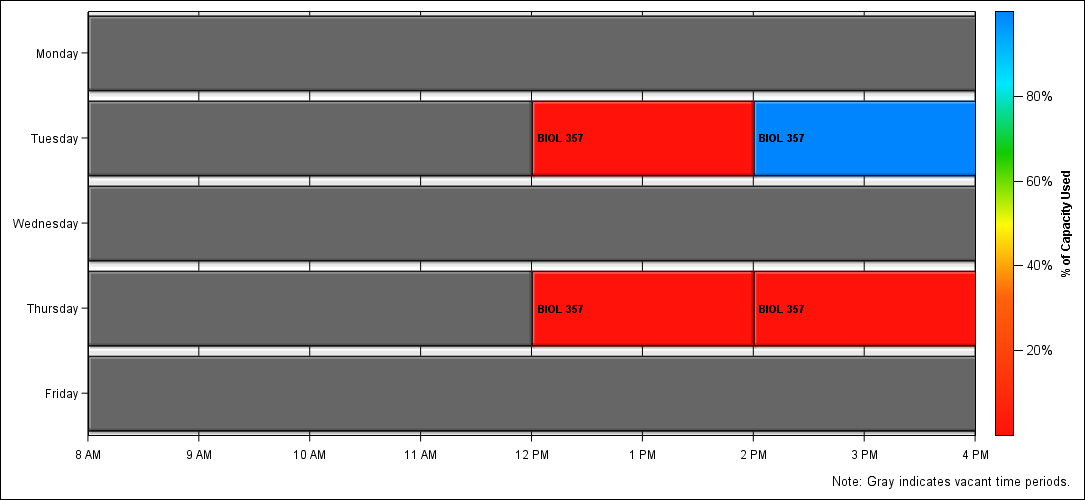 Monday
Tuesday
BIOL 357
BIOL 357
Wednesday
Thursday
BIOL 357
BIOL 357
Friday
8 AM
9 AM
10 AM
11 AM
12 PM
1 PM
2 PM
3 PM
4 PM
80%
60%
40%
20%
% of Capacity Used
Note: Gray indicates vacant time periods.